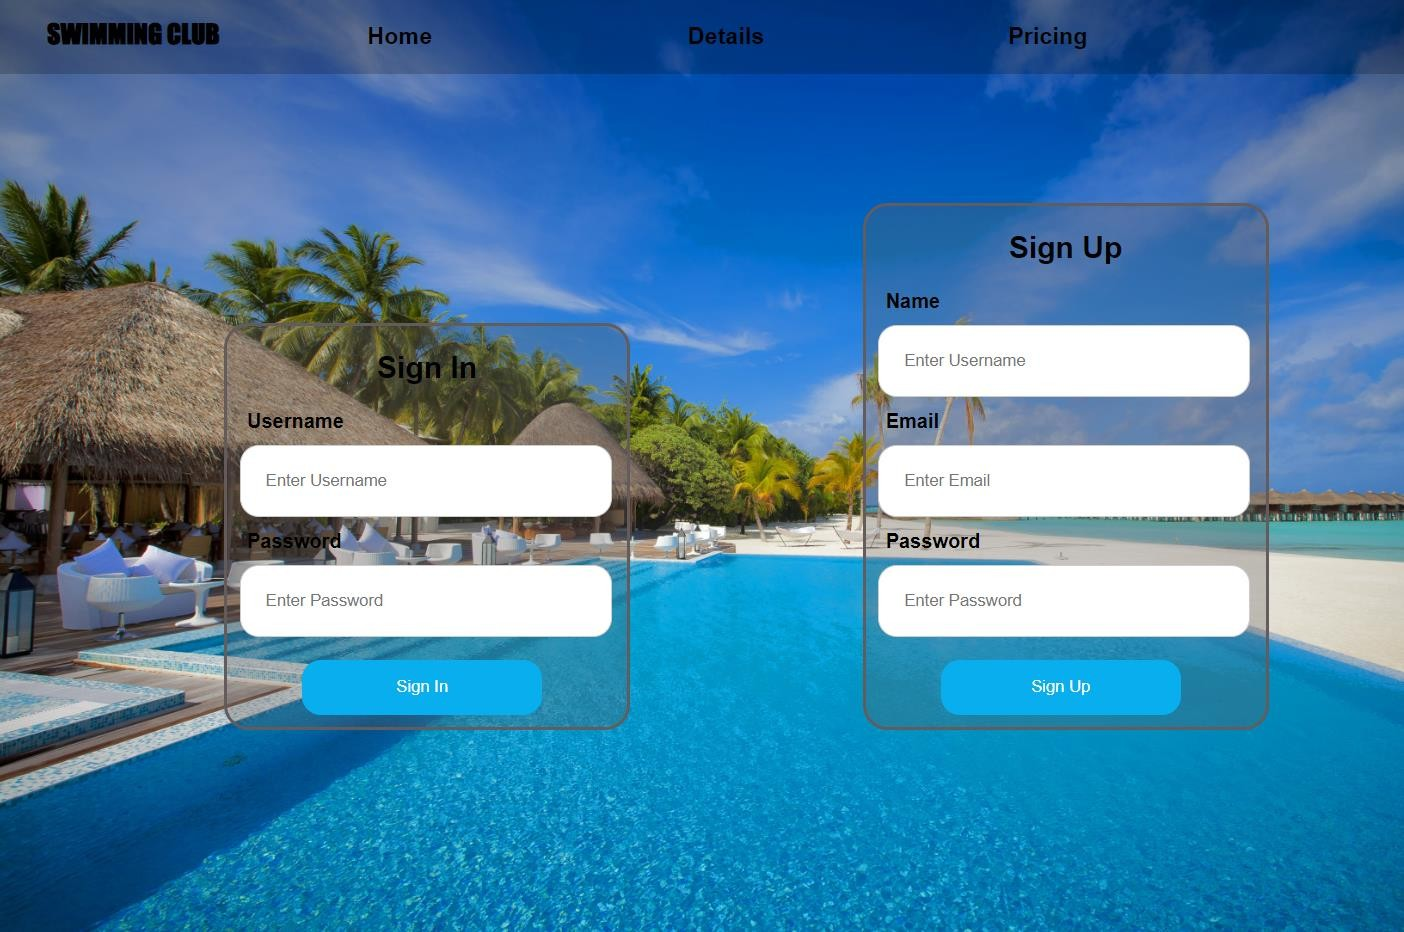 SWIMMING CLUB
Home
Details
Pricing
Sign In
Username
Enter Username
Password
Enter Password
Sign In
Sign Up
Name
Enter Username
Email
Enter Email
Password
Enter Password
Sign Up